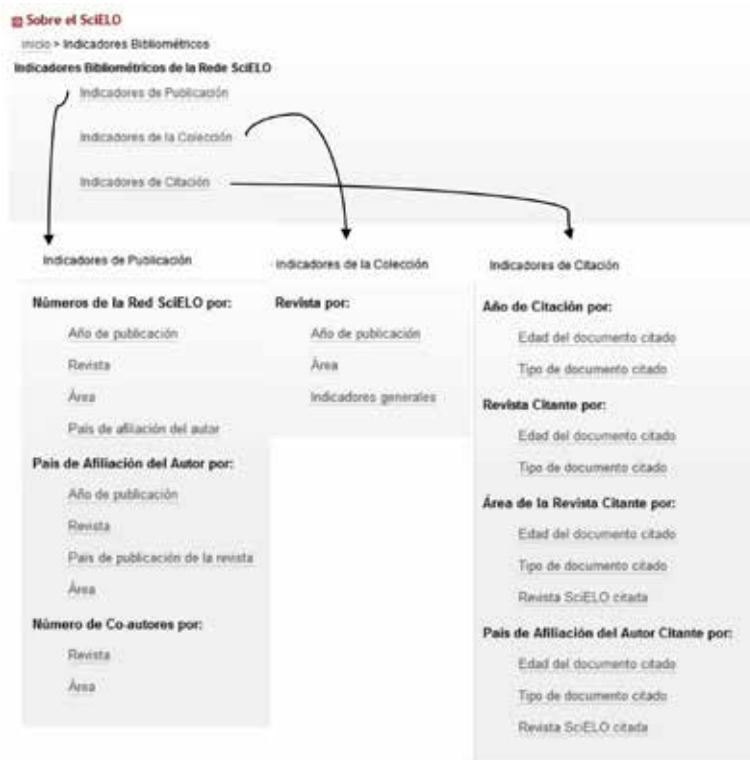 Sobre el SciELO
Inicio > Indicadores Bibliométricos
Indicadores Bibliométricos de la Rede SciELO
Indicadores de Publicación
Indicadores de la Colección
Indicadores de Citación
Indicadores de Publicación
Números de la Red SciELO por:
Año de publicación
Revista
Área
País de afiliación del autor
País de Afiliación del Autor por:
Año de publicación
Revista
País de publicación de la revista
Área
Número de Co-autores por:
Revista
Área
Indicadores de la Colección
Revista por:
Año de publicación
Área
Indicadores generales
Indicadores de Citación
Año de Citación por:
Edad del documento citado
Tipo de documento citado
Revista Citante por:
Edad del documento citado
Tipo de documento citado
Área de la Revista Citante por:
Edad del documento citado
Tipo de documento citado
Revista SciELO citada
País de Afiliación del Autor Citante por:
Edad del documento citado
Tipo de documento citado
Revista SciELO citada